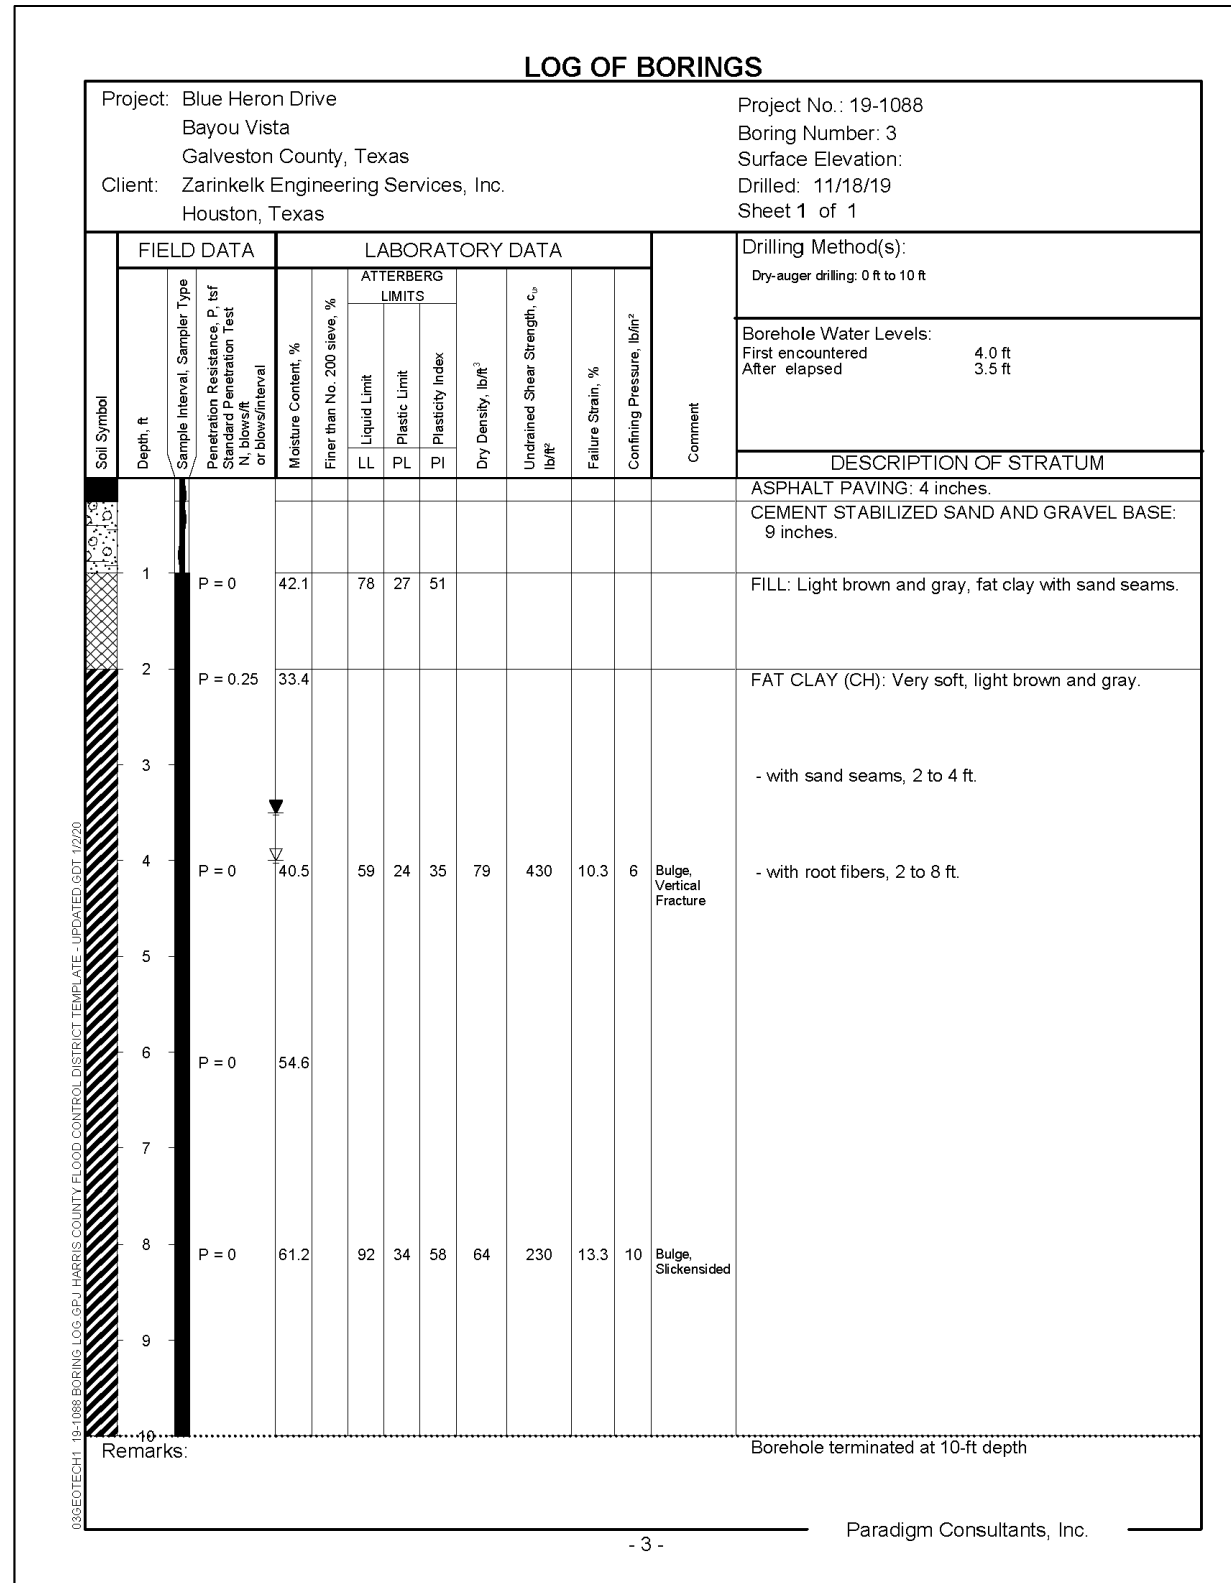 LOG OF BORINGS
Project: Blue Heron Drive
Bayou Vista
Galveston County, Texas
Client: Zarinkelk Engineering Services, Inc.
Houston, Texas
Project No.: 19-1088
Boring Number: 3
Surface Elevation:
Drilled: 11/18/19
Sheet 1 of 1
FIELD DATA
LABORATORY DATA
Soil Symbol
Depth, ft
Sample Interval, Sampler Type
Penetration Resistance, P, tsf
Standard Penetration Test
N, blows/ft
or blows/interval
Moisture Content, %
Finer than No. 200 sieve, %
ATTERBERG
LIMITS
Liquid Limit
Plastic Limit
Plasticity Index
LL PL PI
Dry Density, lb/ft³
Undrained Shear Strength, c
lb/ft²
Failure Strain, %
Confining Pressure, lb/in²
Comment
Drilling Method(s):
Dry-auger drilling: 0 ft to 10 ft
Borehole Water Levels:
First encountered 4.0 ft
After elapsed 3.5 ft
DESCRIPTION OF STRATUM
ASPHALT PAVING: 4 inches.
CEMENT STABILIZED SAND AND GRAVEL BASE:
9 inches.
1
P = 0 42.1 78 27 51 FILL: Light brown and gray, fat clay with sand seams.
2
P = 0.25 33.4 FAT CLAY (CH): Very soft, light brown and gray.
3
- with sand seams, 2 to 4 ft.
4
P = 0 40.5 59 24 35 79 430 10.3 6 Bulge, - with root fibers, 2 to 8 ft.
Vertical
Fracture
5
6
P = 0 54.6
7
8
P = 0 61.2 92 34 58 64 230 13.3 10 Bulge,
Slickensided
9
10
Remarks:
Borehole terminated at 10-ft depth
03GEOTECH1 19-1088 BORING LOG.GPJ HARRIS COUNTY FLOOD CONTROL DISTRICT TEMPLATE - UPDATED.GDT 1/2/20
Paradigm Consultants, Inc.
- 3 -